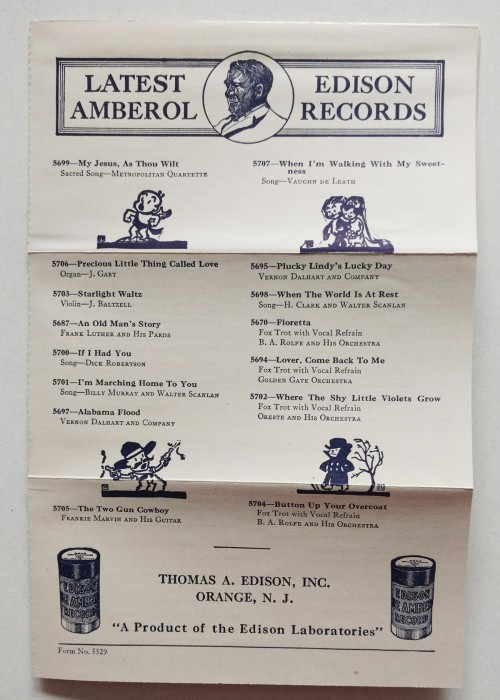 LATEST AMBEROL
EDISON RECORDS
5699—My Jesus, As Thou Wilt
Sacred Song—Metropolitan Quartette
5706—Precious Little Thing Called Love
Organ—J. Gart
5703—Starlight Waltz
Violin—J. Baltzell
5687—An Old Man's Story
Frank Luther and His Pards
5700—If I Had You
Song—Dick Robertson
5701—I'm Marching Home To You
Song—Billy Murray and Walter Scanlan
5697—Alabama Flood
Vernon Dalhart and Company
5705—The Two Gun Cowboy
Frankie Marvin and His Guitar
5707—When I'm Walking With My Sweet-
ness
Song—Vaughn de Leath
5695—Plucky Lindy's Lucky Day
Vernon Dalhart and Company
5698—When The World Is At Rest
Song—H. Clark and Walter Scanlan
5670—Fioretta
Fox Trot with Vocal Refrain
B. A. Rolfe and His Orchestra
5694—Lover, Come Back To Me
Fox Trot with Vocal Refrain
Golden Gate Orchestra
5702—Where The Shy Little Violets Grow
Fox Trot with Vocal Refrain
Oreste and His Orchestra
5704—Button Up Your Overcoat
Fox Trot with Vocal Refrain
B. A. Rolfe and His Orchestra
THOMAS A. EDISON, INC.
ORANGE, N. J.
"A Product of the Edison Laboratories"
EDISON
RECORD
EDISON
RECORD
Form No. 5529